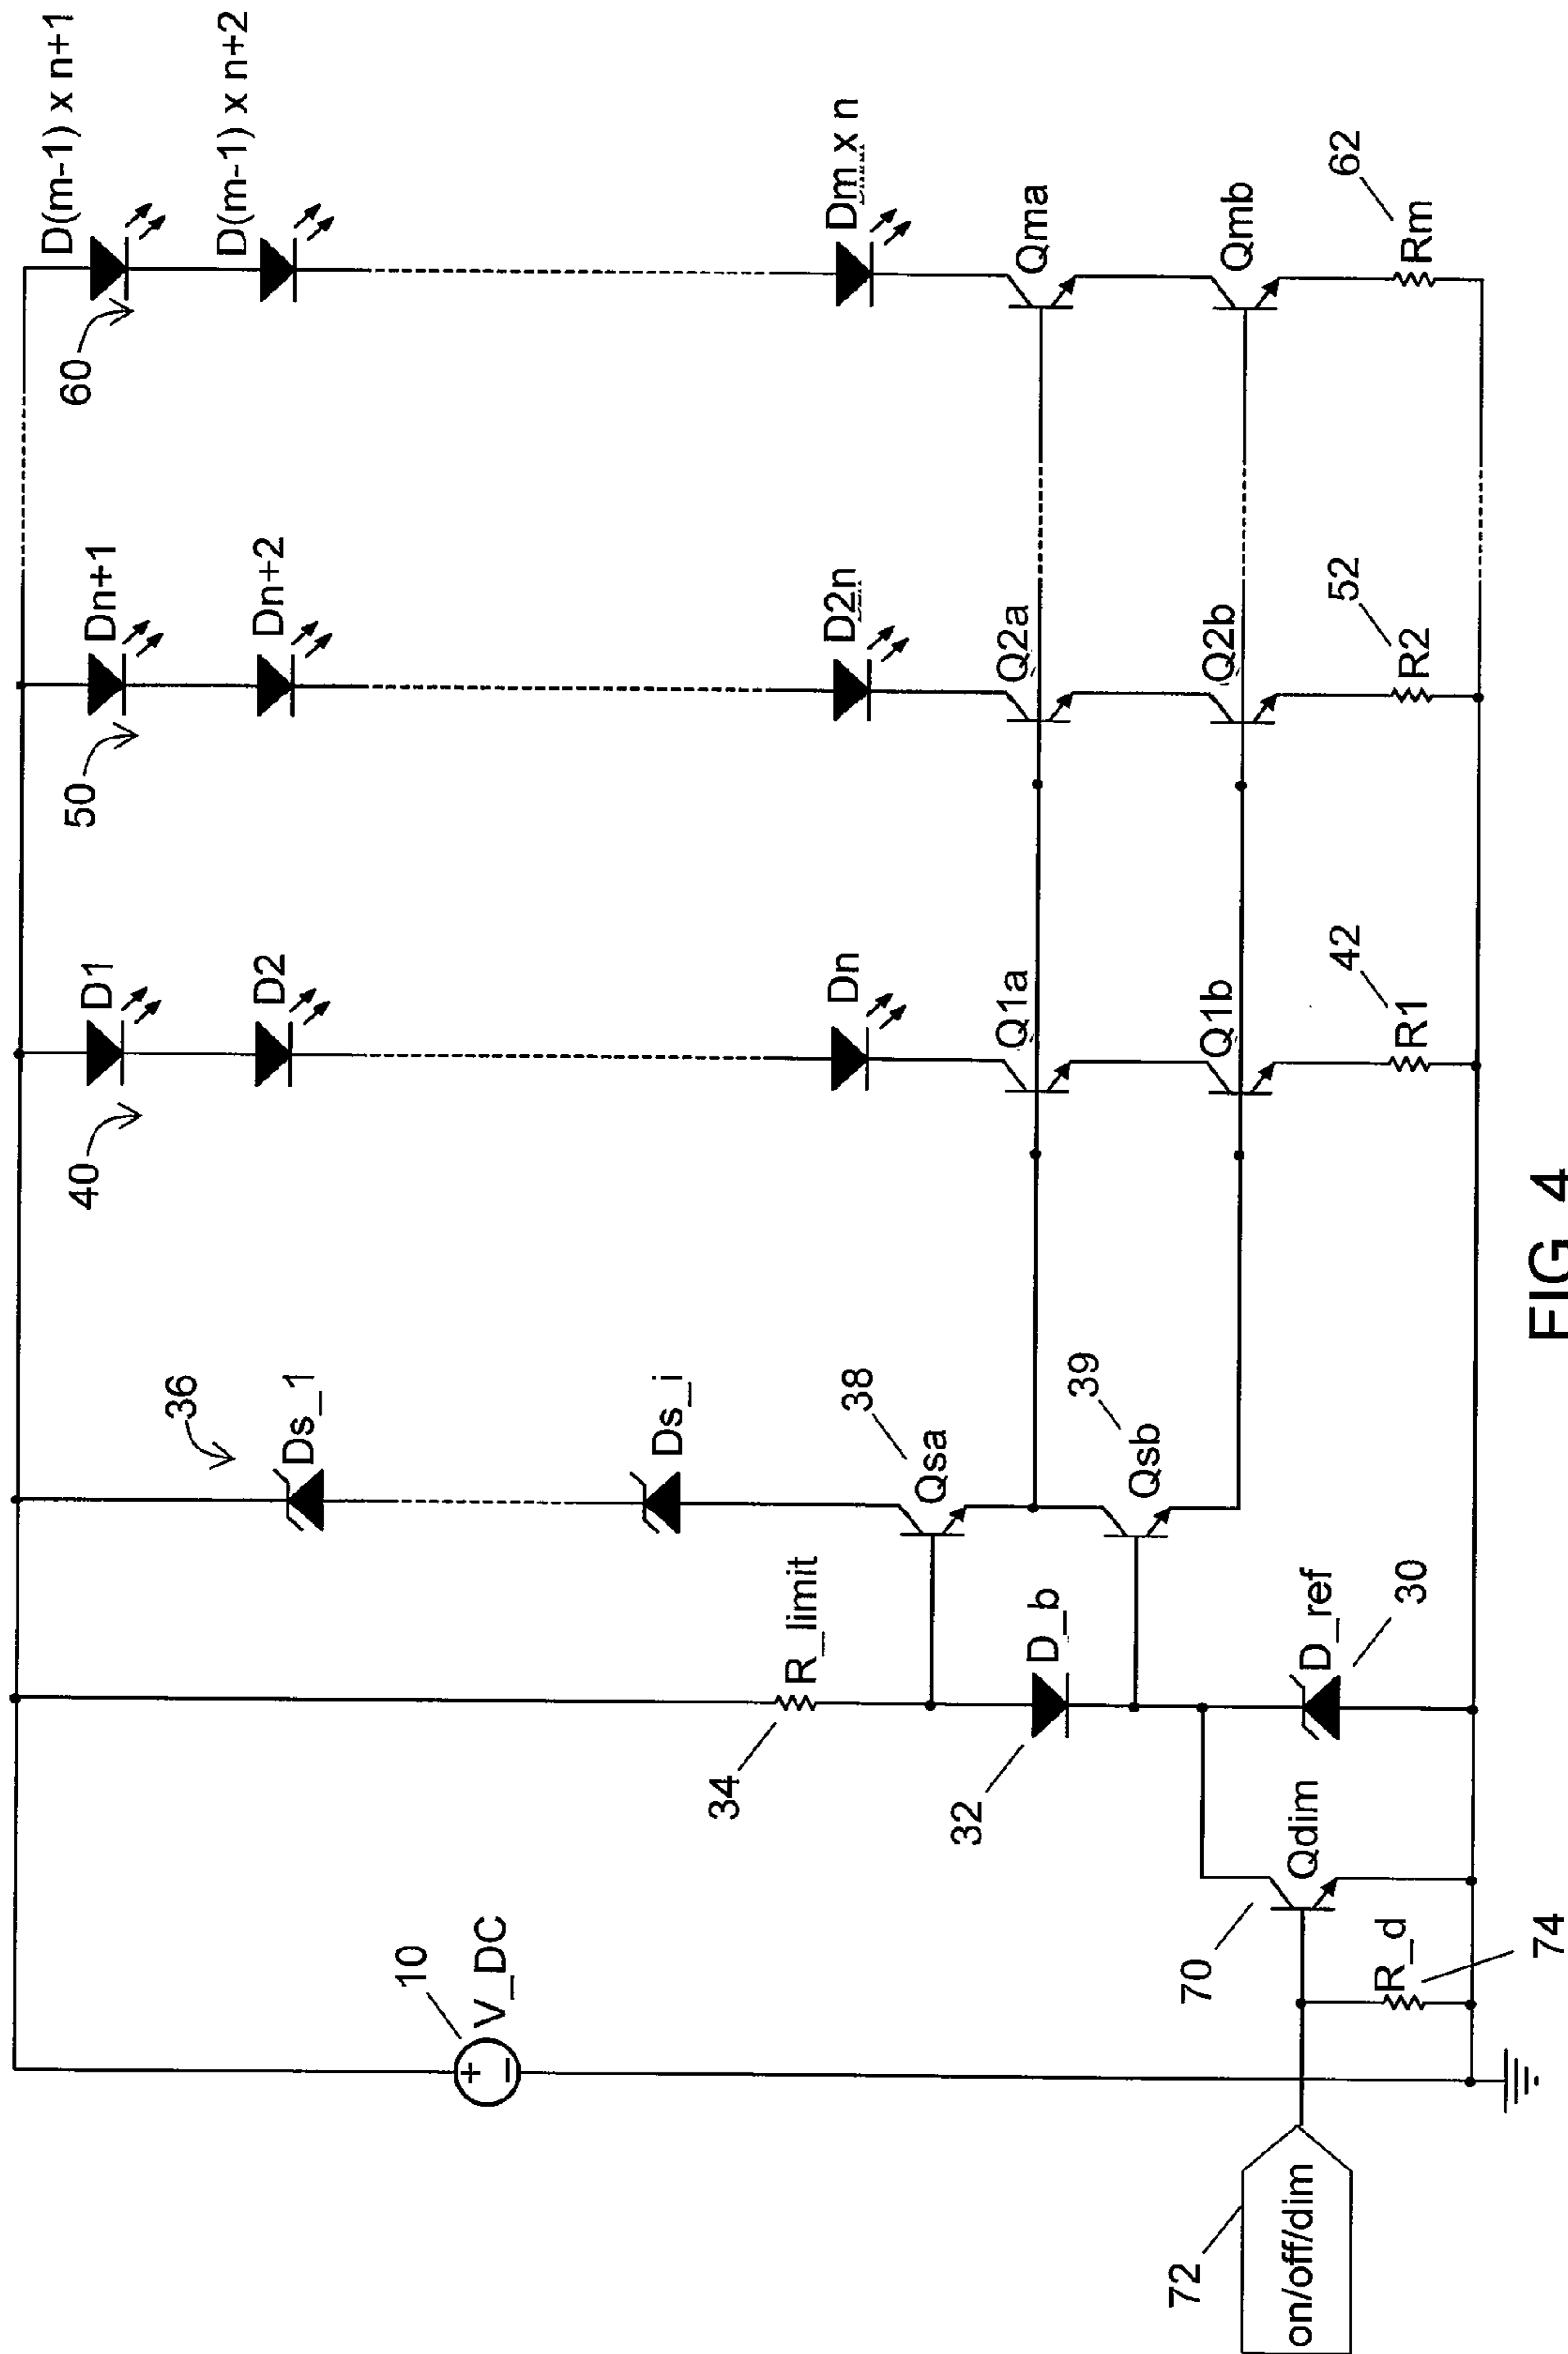 D(m-1) x n+1
D(m-1) x n+2
Dm x n
Qma
Qmb
Rm
62
60
Dn+1
Dn+2
D2n
Q2a
Q2b
R2
52
50
D1
D2
Dn
Q1a
Q1b
R1
42
40
36
Ds_1
Ds_i
38
Qsa
39
Qsb
R_limit
34
D_b
32
D_ref
30
Qdim
70
R_d
74
10
V_DC
+
−
72
on/off/dim
FIG. 4